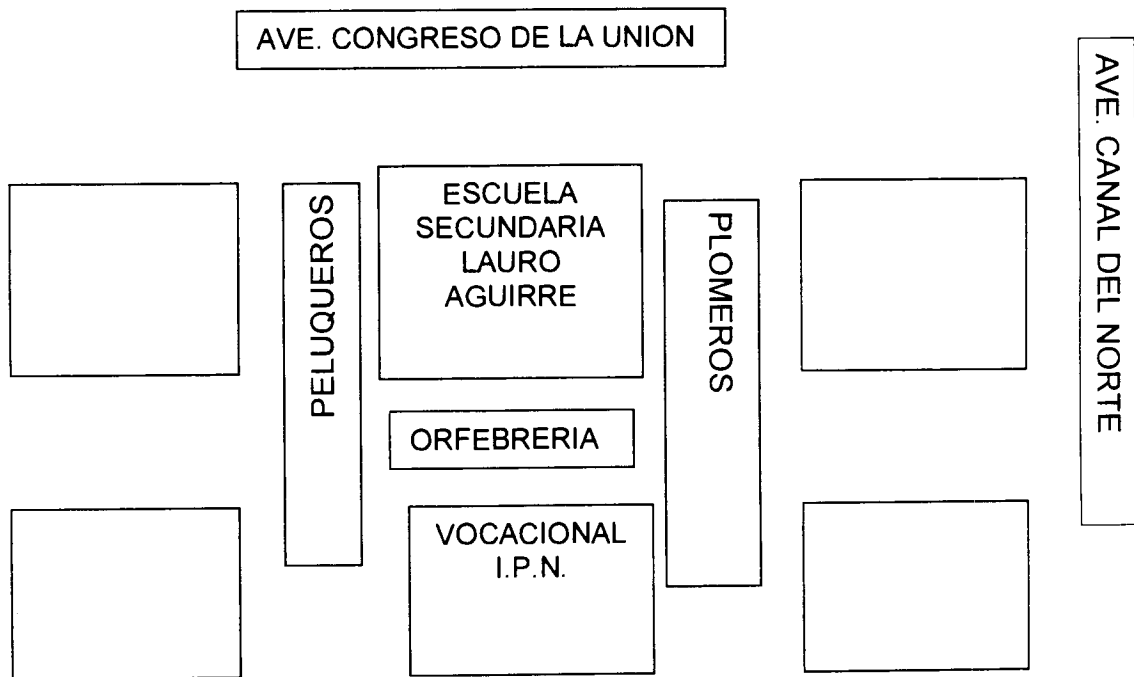 AVE. CONGRESO DE LA UNION
AVE. CANAL DEL NORTE
PELUQUEROS
ESCUELA
SECUNDARIA
LAURO
AGUIRRE
PLOMEROS
ORFEBRERIA
VOCACIONAL
I.P.N.